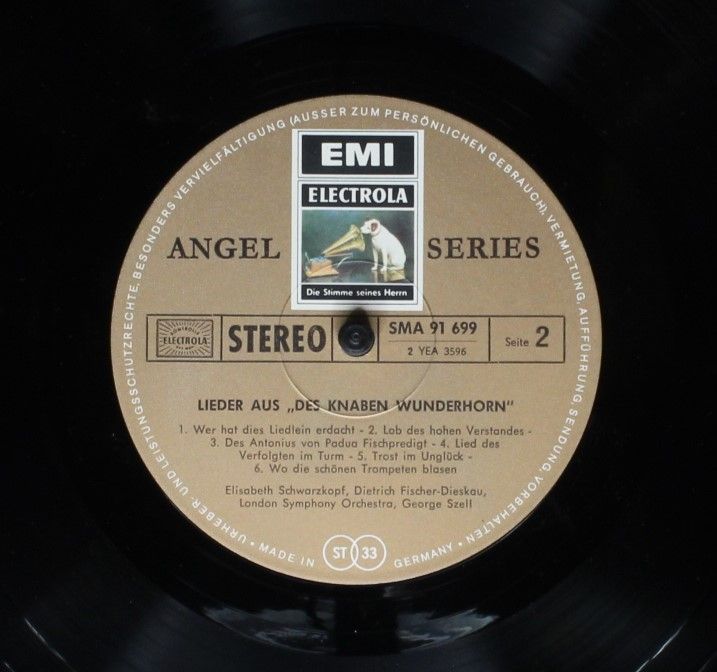 URHEBER- UND LEISTUNGSSCHUTZRECHTE, BESONDERS VERVIELFÄLTIGUNG (AUSSER ZUM PERSÖNLICHEN GEBRAUCH), VERMIETUNG, AUFFÜHRUNG, SENDUNG, VORBEHALTEN •
EMI
ELECTROLA
ANGEL SERIES
Die Stimme seines Herrn
ELECTROLA
STEREO
SMA 91 699
2 YEA 3596
Seite 2
LIEDER AUS „DES KNABEN WUNDERHORN“
1. Wer hat dies Liedlein erdacht - 2. Lob des hohen Verstandes -
3. Des Antonius von Padua Fischpredigt - 4. Lied des
Verfolgten im Turm - 5. Trost im Unglück -
6. Wo die schönen Trompeten blasen
Elisabeth Schwarzkopf, Dietrich Fischer-Dieskau,
London Symphony Orchestra, George Szell
• MADE IN GERMANY •
ST 33